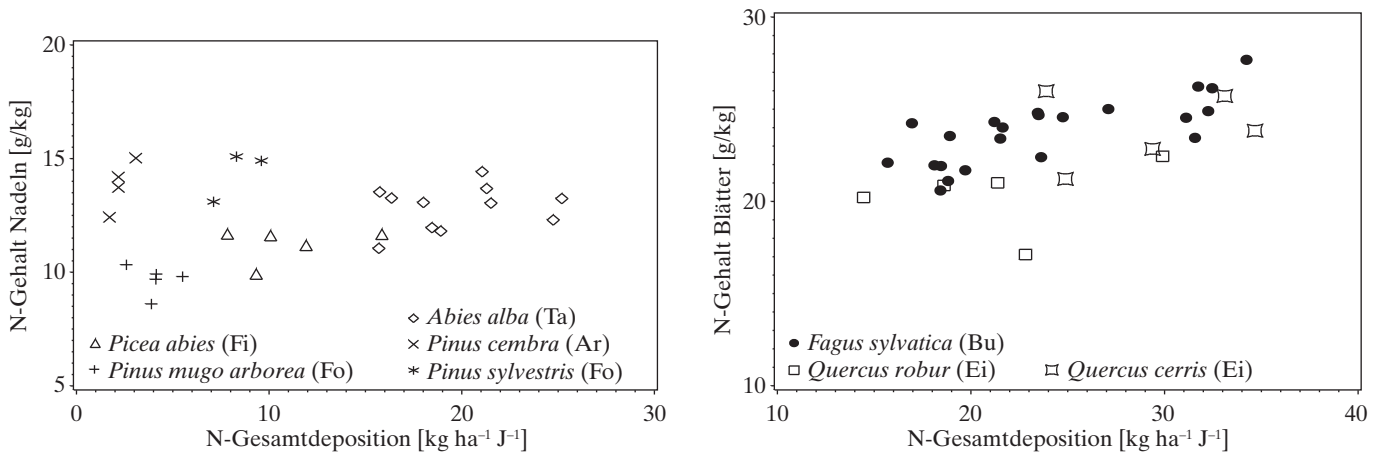 20
15
10
5
N-Gehalt Nadeln [g/kg]
Abies alba (Ta)
Picea abies (Fi)
Pinus cembra (Ar)
Pinus mugo arborea (Fo)
Pinus sylvestris (Fo)
0
10
20
30
N-Gesamtdeposition [kg ha⁻¹ J⁻¹]
30
20
10
N-Gehalt Blätter [g/kg]
Fagus sylvatica (Bu)
Quercus robur (Ei)
Quercus cerris (Ei)
10
20
30
40
N-Gesamtdeposition [kg ha⁻¹ J⁻¹]